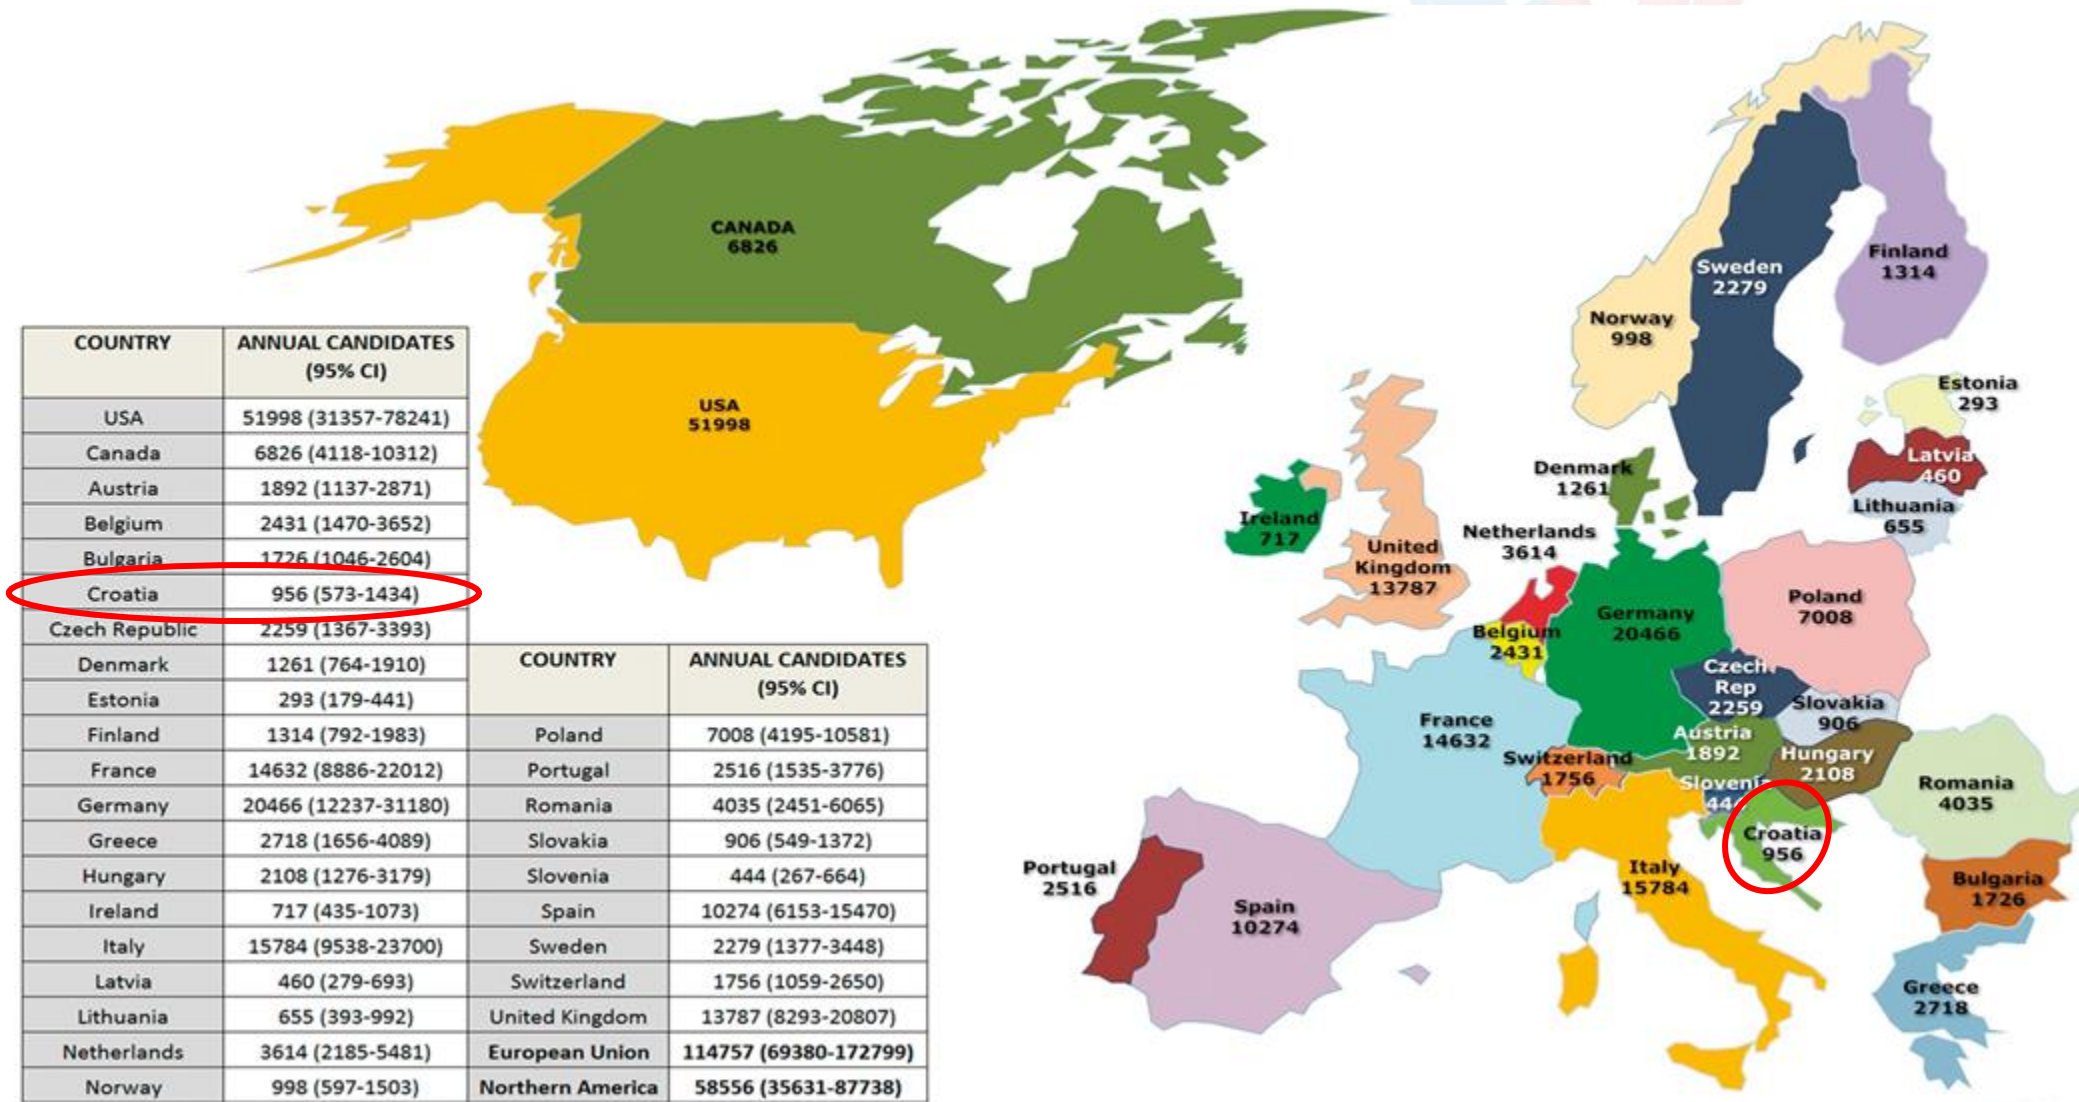 COUNTRY ANNUAL CANDIDATES
(95% CI)
USA 51998 (31357-78241)
Canada 6826 (4118-10312)
Austria 1892 (1137-2871)
Belgium 2431 (1470-3652)
Bulgaria 1726 (1046-2604)
Croatia 956 (573-1434)
Czech Republic 2259 (1367-3393)
Denmark 1261 (764-1910)
Estonia 293 (179-441)
Finland 1314 (792-1983)
France 14632 (8886-22012)
Germany 20466 (12237-31180)
Greece 2718 (1656-4089)
Hungary 2108 (1276-3179)
Ireland 717 (435-1073)
Italy 15784 (9538-23700)
Latvia 460 (279-693)
Lithuania 655 (393-992)
Netherlands 3614 (2185-5481)
Norway 998 (597-1503)
COUNTRY ANNUAL CANDIDATES
(95% CI)
Poland 7008 (4195-10581)
Portugal 2516 (1535-3776)
Romania 4035 (2451-6065)
Slovakia 906 (549-1372)
Slovenia 444 (267-664)
Spain 10274 (6153-15470)
Sweden 2279 (1377-3448)
Switzerland 1756 (1059-2650)
United Kingdom 13787 (8293-20807)
European Union 114757 (69380-172799)
Northern America 58556 (35631-87738)
CANADA
6826
USA
51998
Finland
1314
Sweden
2279
Norway
998
Estonia
293
Latvia
460
Lithuania
655
Denmark
1261
Ireland
717
Netherlands
3614
United
Kingdom
13787
Poland
7008
Germany
20466
Belgium
2431
Czech
Rep
2259
Slovakia
906
France
14632
Austria
1892
Switzerland
1756
Hungary
2108
Slovenia
444
Romania
4035
Croatia
956
Portugal
2516
Spain
10274
Italy
15784
Bulgaria
1726
Greece
2718